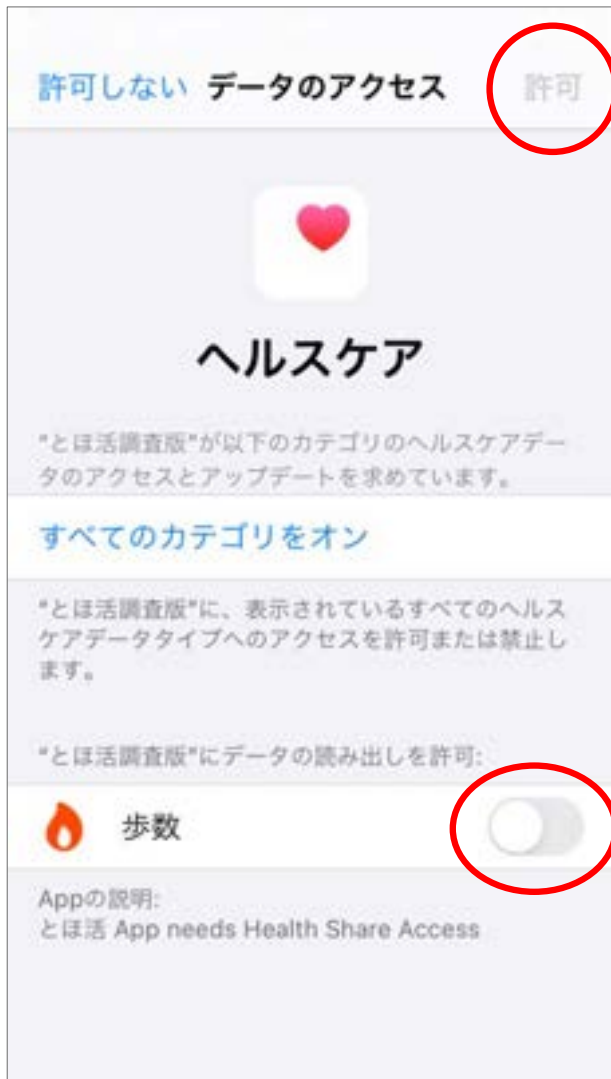 許可しない データのアクセス 許可
ヘルスケア
"とほ活調査版"が以下のカテゴリのヘルスケアデー
タのアクセスとアップデートを求めています。
すべてのカテゴリをオン
"とほ活調査版"に、表示されているすべてのヘルス
ケアデータタイプへのアクセスを許可または禁止し
ます。
"とほ活調査版"にデータの読み出しを許可:
歩数
Appの説明:
とほ活 App needs Health Share Access